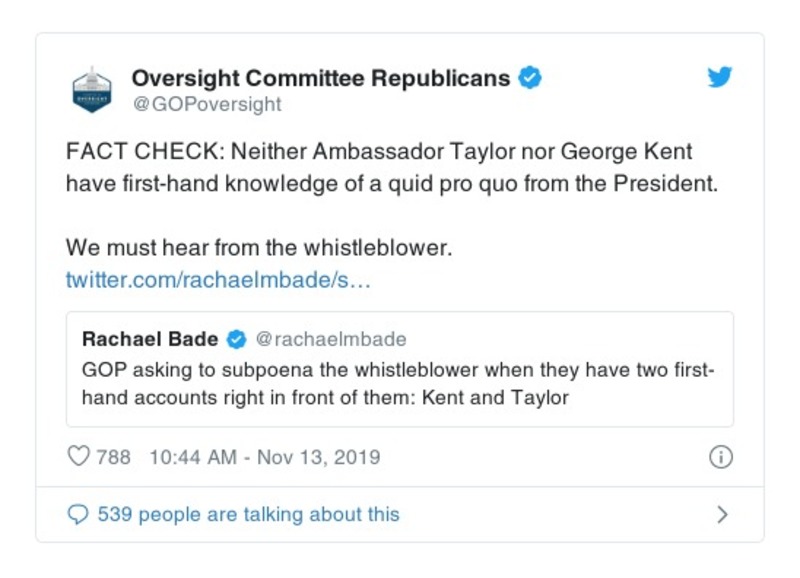 Oversight Committee Republicans
@GOPoversight
FACT CHECK: Neither Ambassador Taylor nor George Kent
have first-hand knowledge of a quid pro quo from the President.
We must hear from the whistleblower.
twitter.com/rachaelmbade/s…
Rachael Bade @rachaelmbade
GOP asking to subpoena the whistleblower when they have two first-
hand accounts right in front of them: Kent and Taylor
788 10:44 AM - Nov 13, 2019
539 people are talking about this